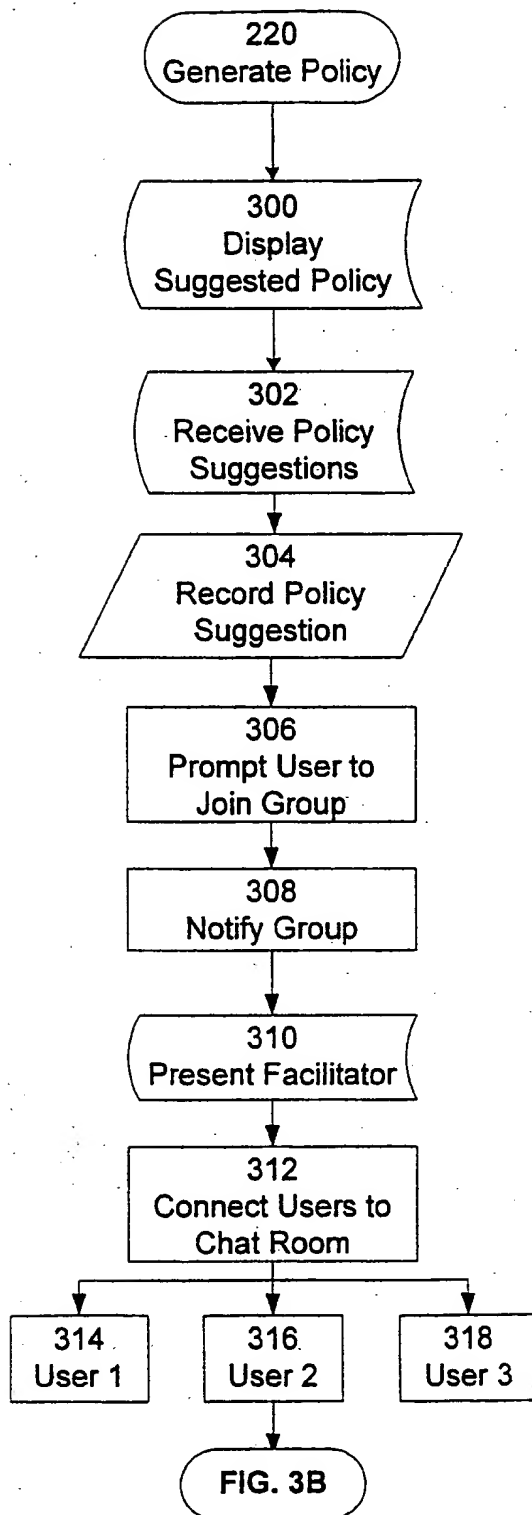 220
Generate Policy
300
Display
Suggested Policy
302
Receive Policy
Suggestions
304
Record Policy
Suggestion
306
Prompt User to
Join Group
308
Notify Group
310
Present Facilitator
312
Connect Users to
Chat Room
314
User 1
316
User 2
318
User 3
FIG. 3B